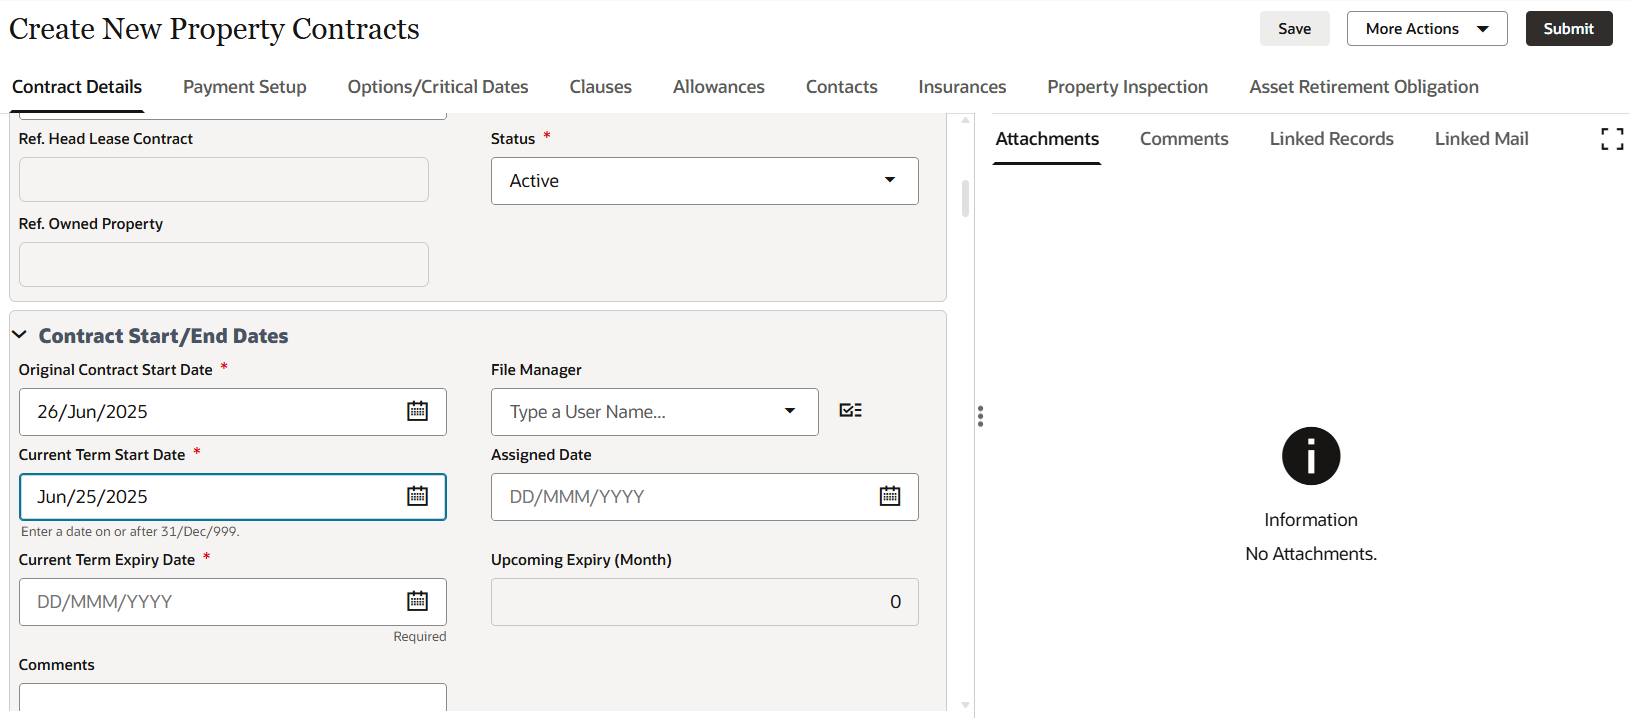 Create New Property Contracts
Save
More Actions
Submit
Contract Details
Payment Setup
Options/Critical Dates
Clauses
Allowances
Contacts
Insurances
Property Inspection
Asset Retirement Obligation
Ref. Head Lease Contract
Status *
Active
Ref. Owned Property
Contract Start/End Dates
Original Contract Start Date *
26/Jun/2025
File Manager
Type a User Name...
Current Term Start Date *
Jun/25/2025
Enter a date on or after 31/Dec/999.
Assigned Date
DD/MMM/YYYY
Current Term Expiry Date *
DD/MMM/YYYY
Required
Upcoming Expiry (Month)
0
Comments
Attachments
Comments
Linked Records
Linked Mail
Information
No Attachments.